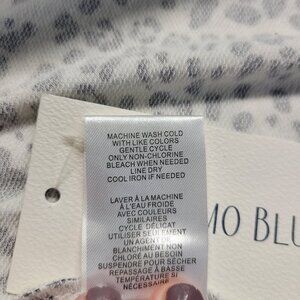 MACHINE WASH COLD
WITH LIKE COLORS
GENTLE CYCLE
ONLY NON-CHLORINE
BLEACH WHEN NEEDED
LINE DRY
COOL IRON IF NEEDED
LAVER À LA MACHINE
À L'EAU FROIDE
AVEC COULEURS
SIMILAIRES
CYCLE DÉLICAT
UTILISER SEULEMENT
UN AGENT DE
BLANCHIMENT NON
CHLORÉ AU BESOIN
SUSPENDRE POUR SÉCHER
REPASSAGE À BASSE
TEMPÉRATURE SI
NÉCESSAIRE
MO BLU